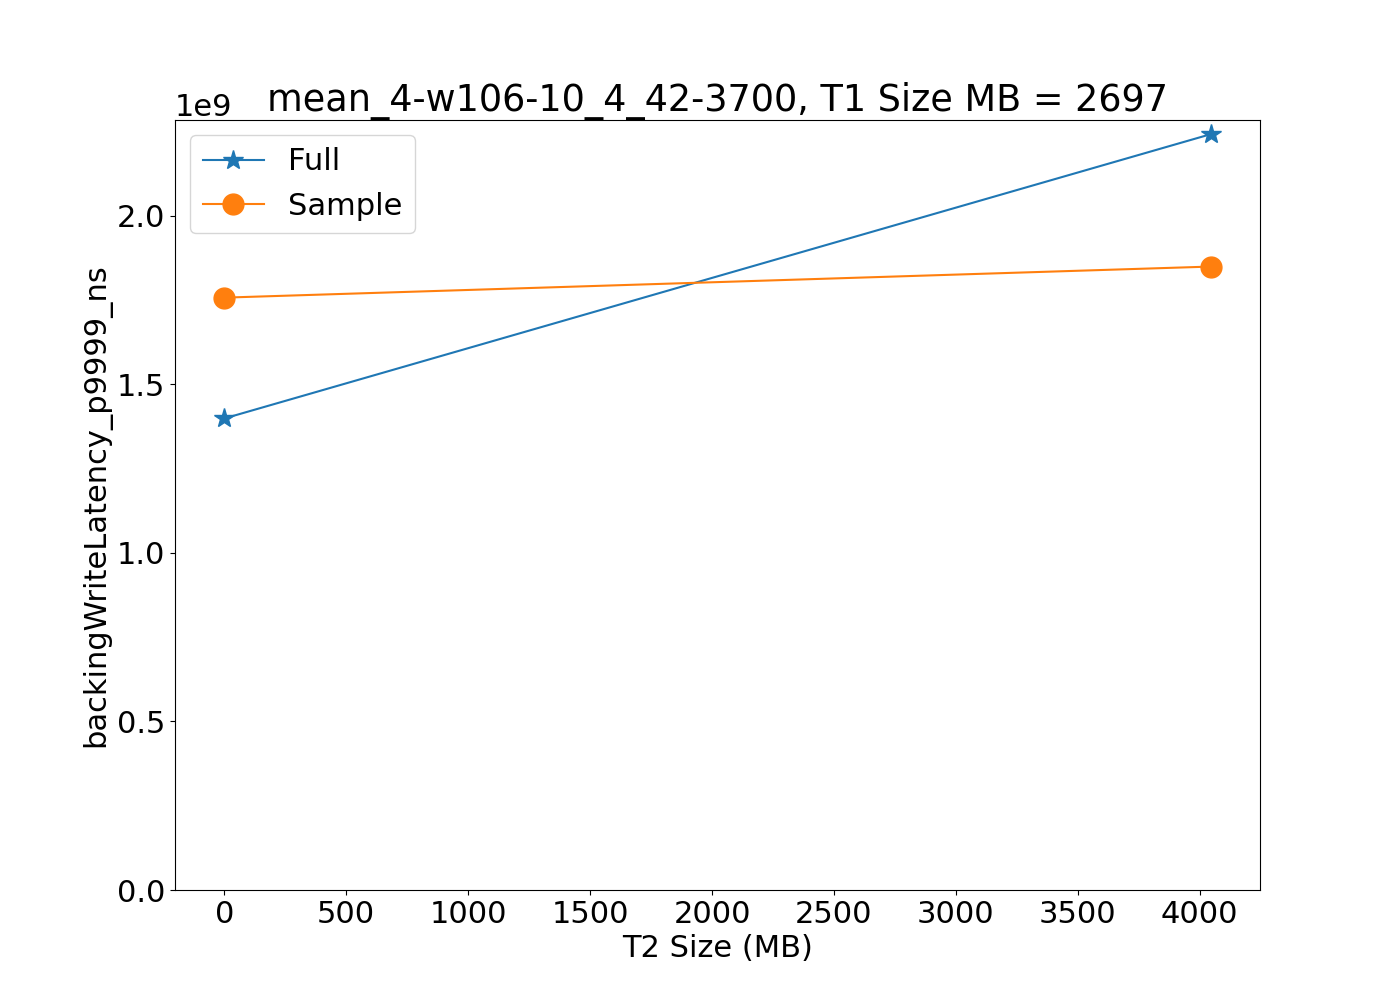 mean_4-w106-10_4_42-3700, T1 Size MB = 2697
1e9
Full
Sample
2.0
1.5
1.0
0.5
0.0
backingWriteLatency_p9999_ns
0 500 1000 1500 2000 2500 3000 3500 4000
T2 Size (MB)